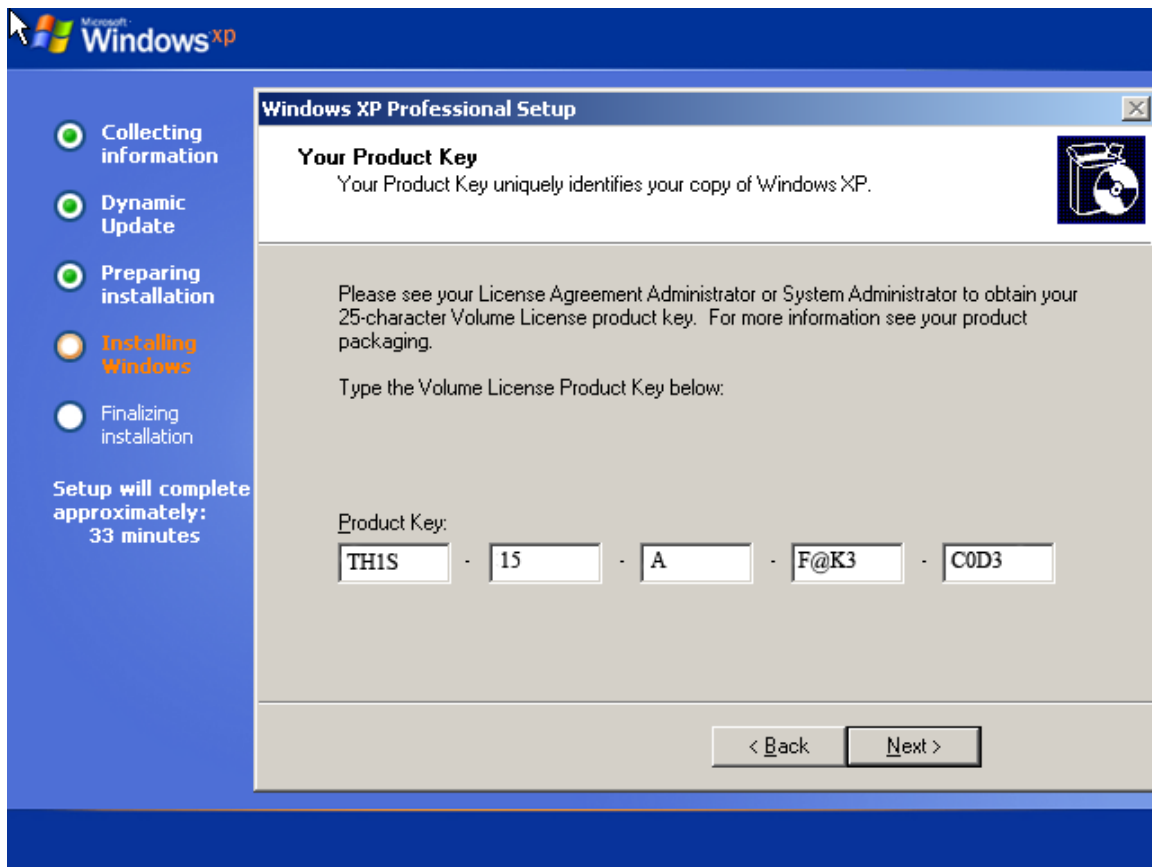 Microsoft
Windows xp
Collecting
information
Dynamic
Update
Preparing
installation
Installing
Windows
Finalizing
installation
Setup will complete
approximately:
33 minutes
Windows XP Professional Setup
Your Product Key
Your Product Key uniquely identifies your copy of Windows XP.
Please see your License Agreement Administrator or System Administrator to obtain your
25-character Volume License product key. For more information see your product
packaging.
Type the Volume License Product Key below:
Product Key:
TH1S - 15 - A - F@K3 - C0D3
< Back Next >